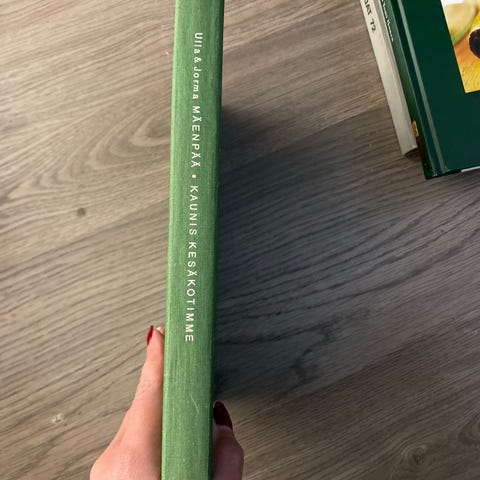 Ulla & Jorma MÄENPÄÄ • KAUNIS KESÄKOTIMME